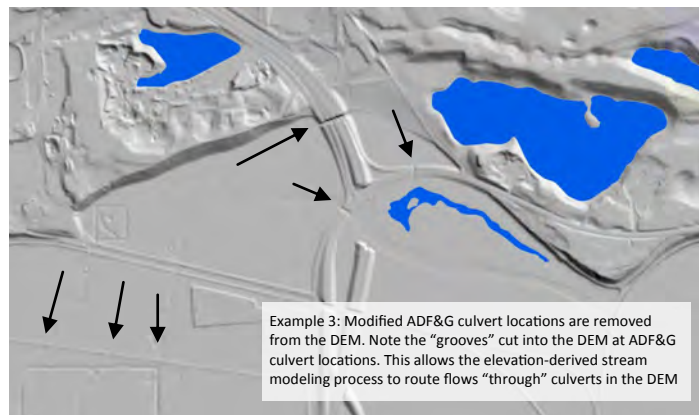 Example 3: Modified ADF&G culvert locations are removed
from the DEM. Note the “grooves” cut into the DEM at ADF&G
culvert locations. This allows the elevation-derived stream
modeling process to route flows “through” culverts in the DEM